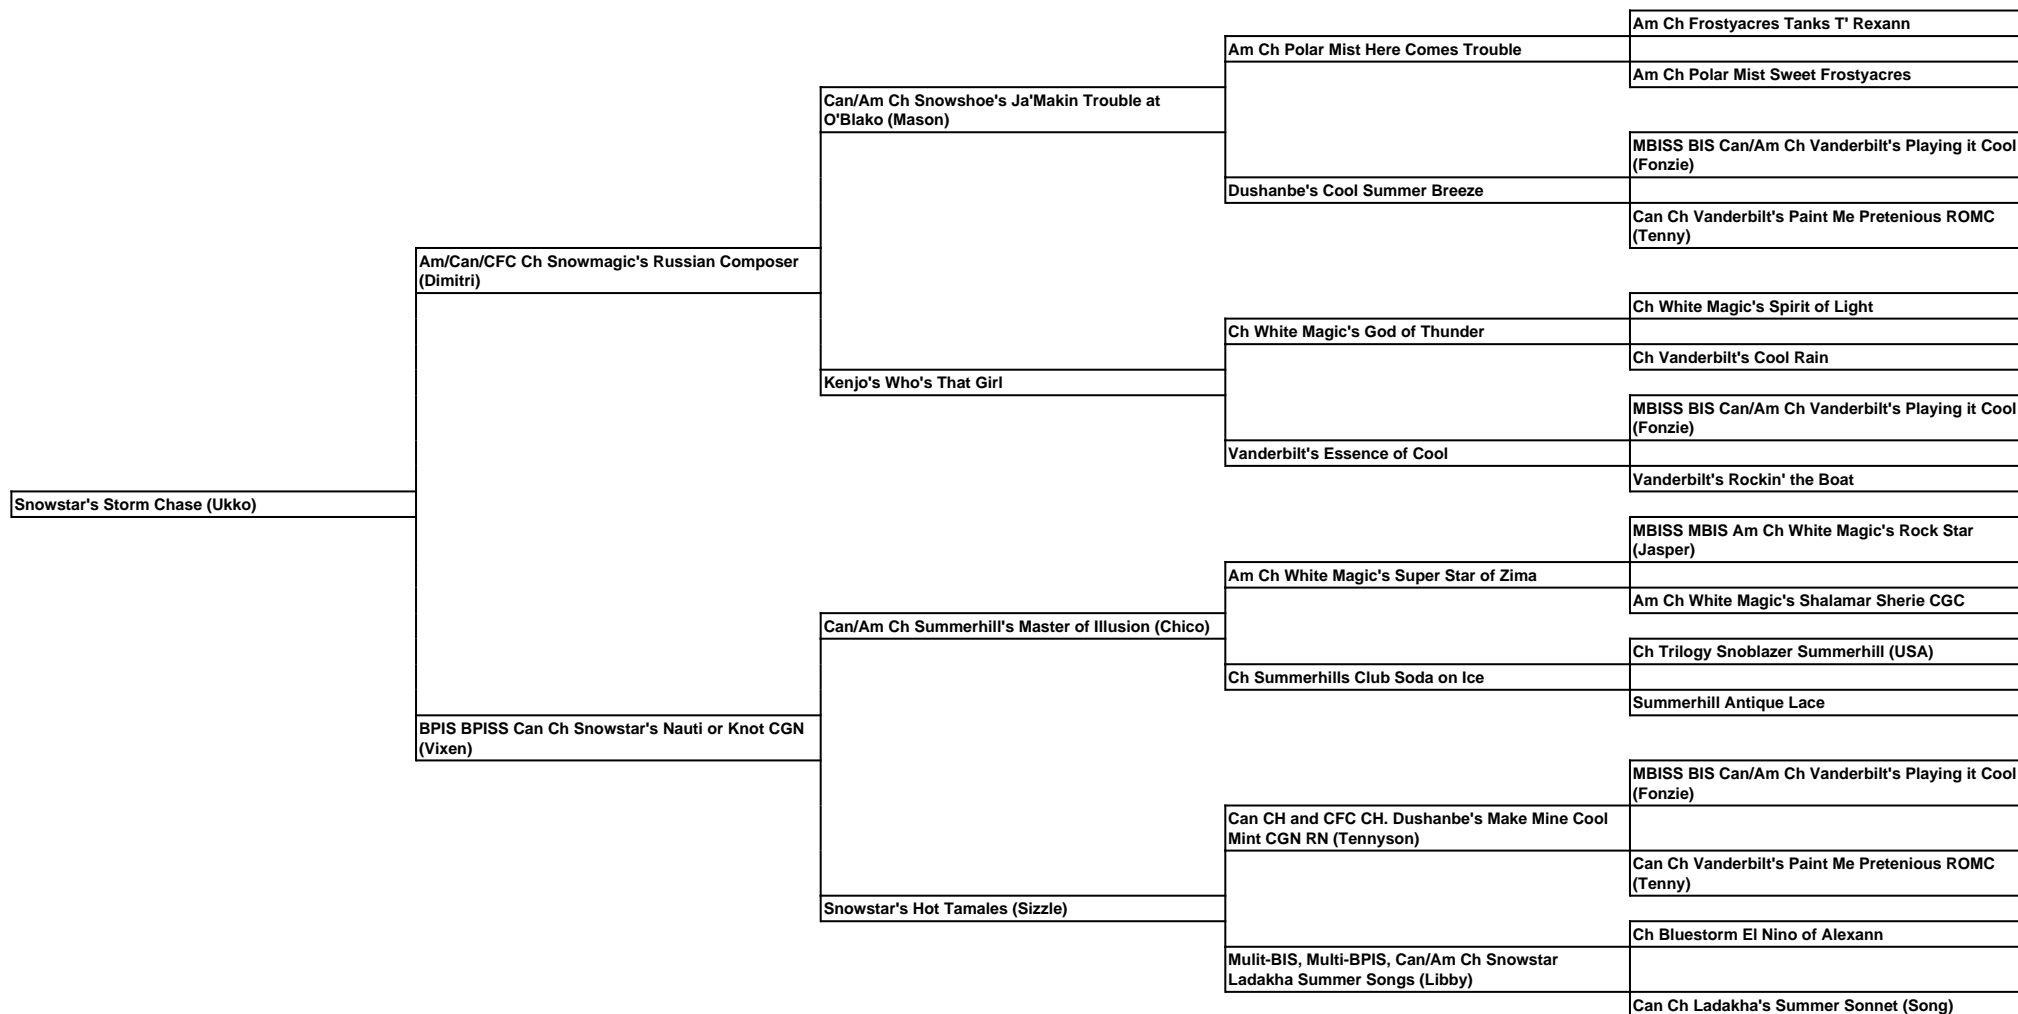 Am Ch Frostyacres Tanks T' Rexann
Am Ch Polar Mist Here Comes Trouble
Am Ch Polar Mist Sweet Frostyacres
Can/Am Ch Snowshoe's Ja'Makin Trouble at
O'Blako (Mason)
MBISS BIS Can/Am Ch Vanderbilt's Playing it Cool
(Fonzie)
Dushanbe's Cool Summer Breeze
Can Ch Vanderbilt's Paint Me Pretenious ROMC
(Tenny)
Am/Can/CFC Ch Snowmagic's Russian Composer
(Dimitri)
Ch White Magic's Spirit of Light
Ch White Magic's God of Thunder
Ch Vanderbilt's Cool Rain
Kenjo's Who's That Girl
MBISS BIS Can/Am Ch Vanderbilt's Playing it Cool
(Fonzie)
Vanderbilt's Essence of Cool
Vanderbilt's Rockin' the Boat
Snowstar's Storm Chase (Ukko)
MBISS MBIS Am Ch White Magic's Rock Star
(Jasper)
Am Ch White Magic's Super Star of Zima
Am Ch White Magic's Shalamar Sherie CGC
Can/Am Ch Summerhill's Master of Illusion (Chico)
Ch Trilogy Snoblazer Summerhill (USA)
Ch Summerhills Club Soda on Ice
Summerhill Antique Lace
BPIS BPISS Can Ch Snowstar's Nauti or Knot CGN
(Vixen)
MBISS BIS Can/Am Ch Vanderbilt's Playing it Cool
(Fonzie)
Can CH and CFC CH. Dushanbe's Make Mine Cool
Mint CGN RN (Tennyson)
Can Ch Vanderbilt's Paint Me Pretenious ROMC
(Tenny)
Snowstar's Hot Tamales (Sizzle)
Ch Bluestorm El Nino of Alexann
Mulit-BIS, Multi-BPIS, Can/Am Ch Snowstar
Ladakha Summer Songs (Libby)
Can Ch Ladakha's Summer Sonnet (Song)